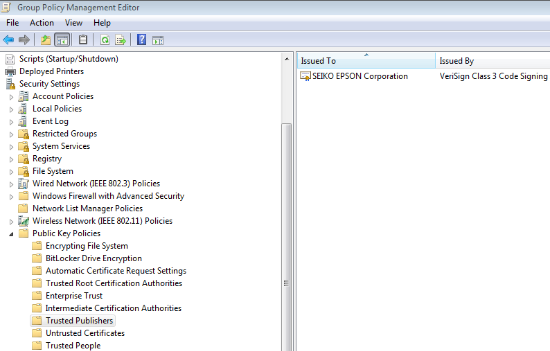 Group Policy Management Editor
File Action View Help
Scripts (Startup/Shutdown)
Deployed Printers
Security Settings
Account Policies
Local Policies
Event Log
Restricted Groups
System Services
Registry
File System
Wired Network (IEEE 802.3) Policies
Windows Firewall with Advanced Security
Network List Manager Policies
Wireless Network (IEEE 802.11) Policies
Public Key Policies
Encrypting File System
BitLocker Drive Encryption
Automatic Certificate Request Settings
Trusted Root Certification Authorities
Enterprise Trust
Intermediate Certification Authorities
Trusted Publishers
Untrusted Certificates
Trusted People
Issued To Issued By
SEIKO EPSON Corporation VeriSign Class 3 Code Signing